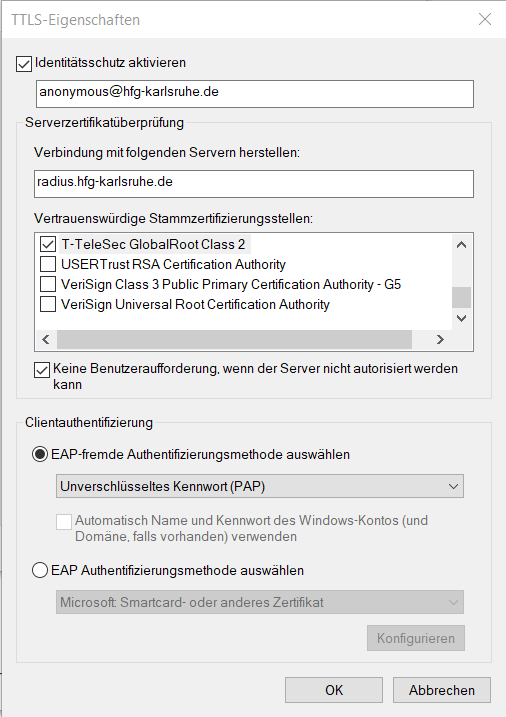 TTLS-Eigenschaften
Identitätsschutz aktivieren
anonymous@hfg-karlsruhe.de
Serverzertifikatüberprüfung
Verbindung mit folgenden Servern herstellen:
radius.hfg-karlsruhe.de
Vertrauenswürdige Stammzertifizierungsstellen:
T-TeleSec GlobalRoot Class 2
USERTrust RSA Certification Authority
VeriSign Class 3 Public Primary Certification Authority - G5
VeriSign Universal Root Certification Authority
Keine Benutzeraufforderung, wenn der Server nicht autorisiert werden
kann
Clientauthentifizierung
EAP-fremde Authentifizierungsmethode auswählen
Unverschlüsseltes Kennwort (PAP)
Automatisch Name und Kennwort des Windows-Kontos (und
Domäne, falls vorhanden) verwenden
EAP Authentifizierungsmethode auswählen
Microsoft: Smartcard- oder anderes Zertifikat
Konfigurieren
OK
Abbrechen